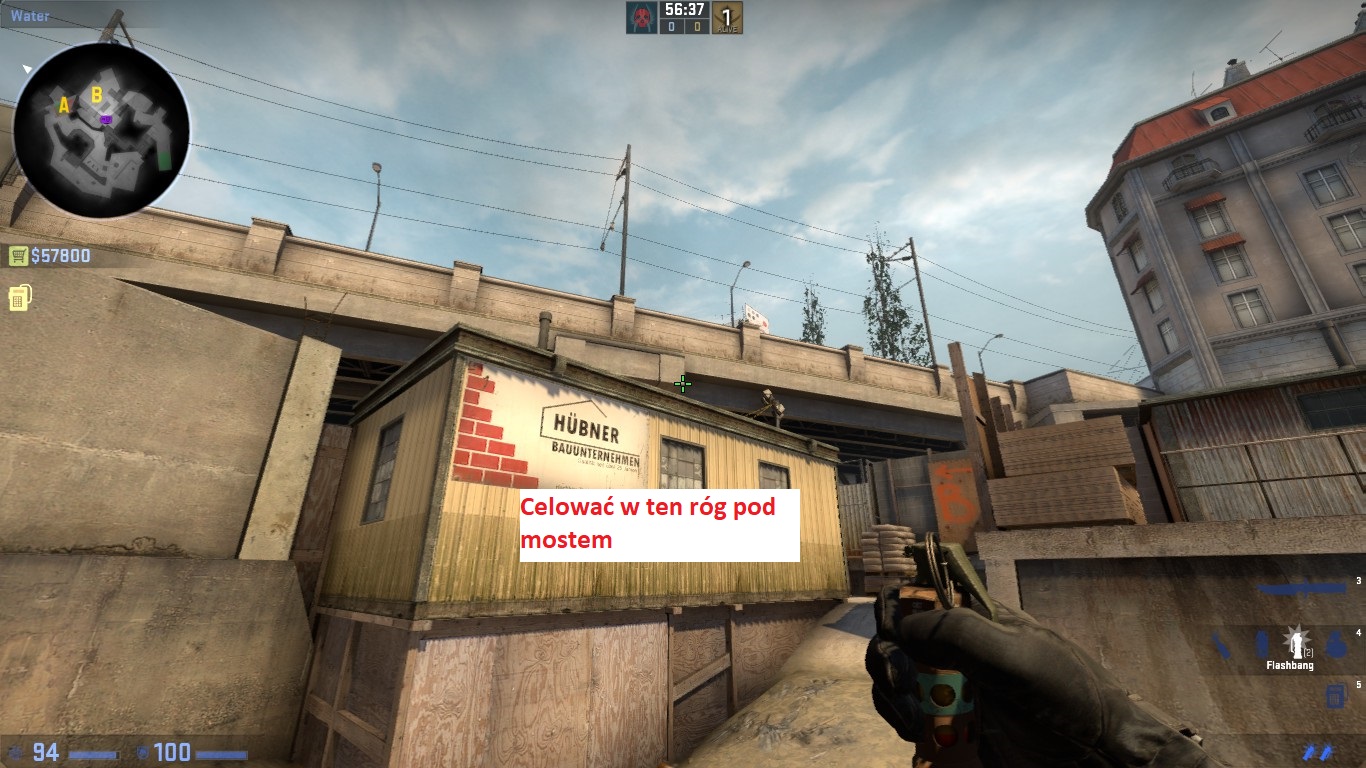 Water
56:37
0 0
1
ALIVE
A
B
$57800
HÜBNER
BAUUNTERNEHMEN
Celować w ten róg pod
mostem
B
3
4
(2)
Flashbang
5
94
100